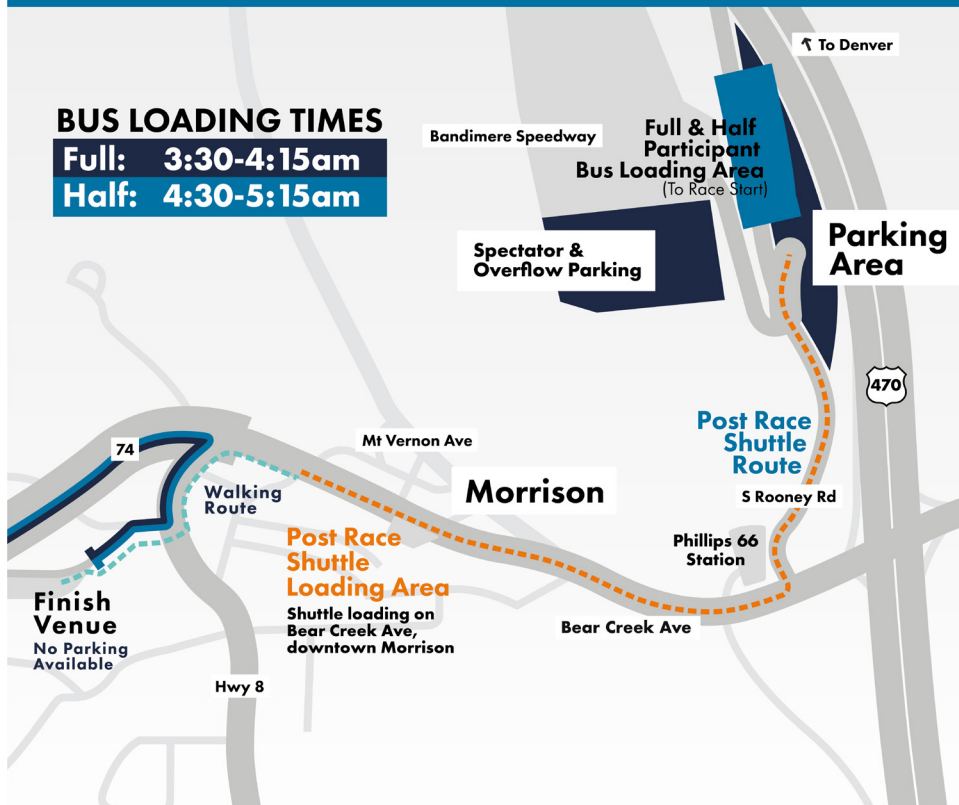 To Denver
BUS LOADING TIMES
Full: 3:30-4:15am
Half: 4:30-5:15am
Bandimere Speedway
Full & Half
Participant
Bus Loading Area
(To Race Start)
Spectator &
Overflow Parking
Parking
Area
470
Post Race
Shuttle
Route
74
Mt Vernon Ave
Morrison
Walking
Route
S Rooney Rd
Post Race
Shuttle
Loading Area
Shuttle loading on
Bear Creek Ave,
downtown Morrison
Phillips 66
Station
Finish
Venue
No Parking
Available
Bear Creek Ave
Hwy 8